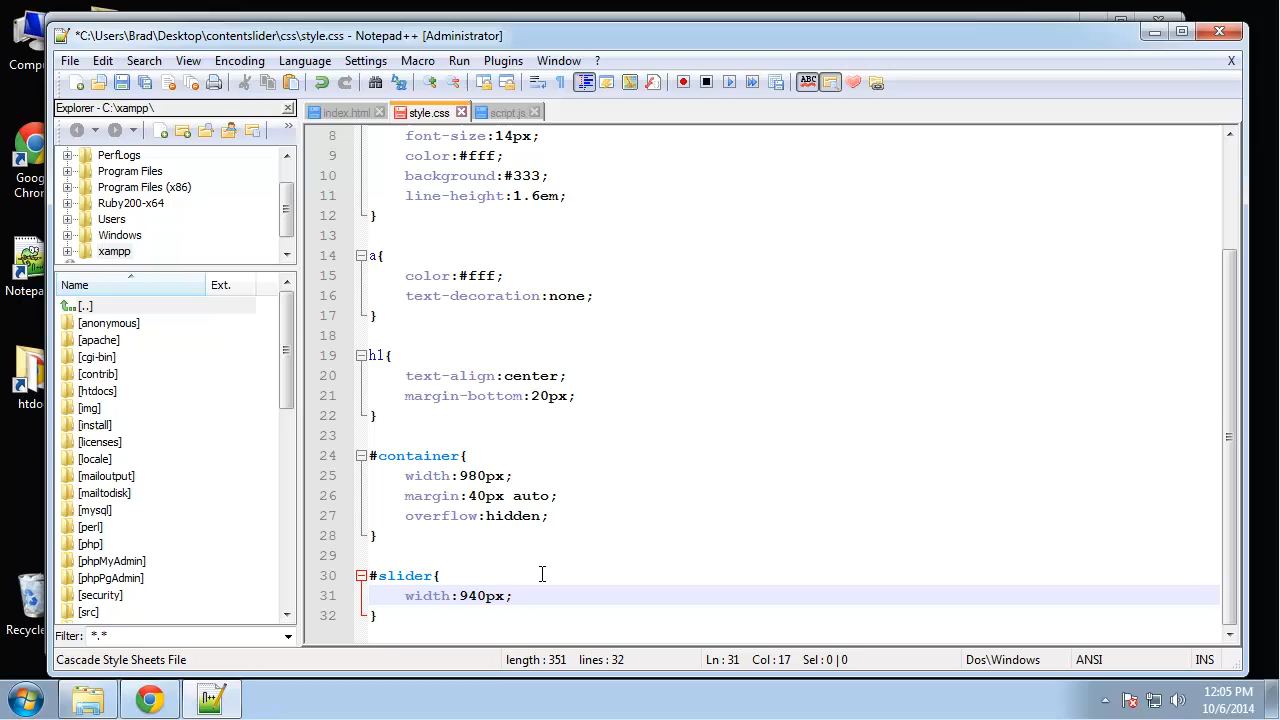 Compu
Goog
Chrom
Notepa
htdo
Recycle
*C:\Users\Brad\Desktop\contentslider\css\style.css - Notepad++ [Administrator]
File Edit Search View Encoding Language Settings Macro Run Plugins Window ? X
ABC
Explorer - C:\xampp\
»
PerfLogs
Program Files
Program Files (x86)
Ruby200-x64
Users
Windows
xampp
Name Ext.
[..]
[anonymous]
[apache]
[cgi-bin]
[contrib]
[htdocs]
[img]
[install]
[licenses]
[locale]
[mailoutput]
[mailtodisk]
[mysql]
[perl]
[php]
[phpMyAdmin]
[phpPgAdmin]
[security]
[src]
Filter: *.*
index.html style.css script.js
8 font-size:14px;
9 color:#fff;
10 background:#333;
11 line-height:1.6em;
12 }
13
14 a{
15 color:#fff;
16 text-decoration:none;
17 }
18
19 h1{
20 text-align:center;
21 margin-bottom:20px;
22 }
23
24 #container{
25 width:980px;
26 margin:40px auto;
27 overflow:hidden;
28 }
29
30 #slider{
31 width:940px;
32 }
Cascade Style Sheets File length : 351 lines : 32 Ln : 31 Col : 17 Sel : 0 | 0 Dos\Windows ANSI INS
12:05 PM
10/6/2014